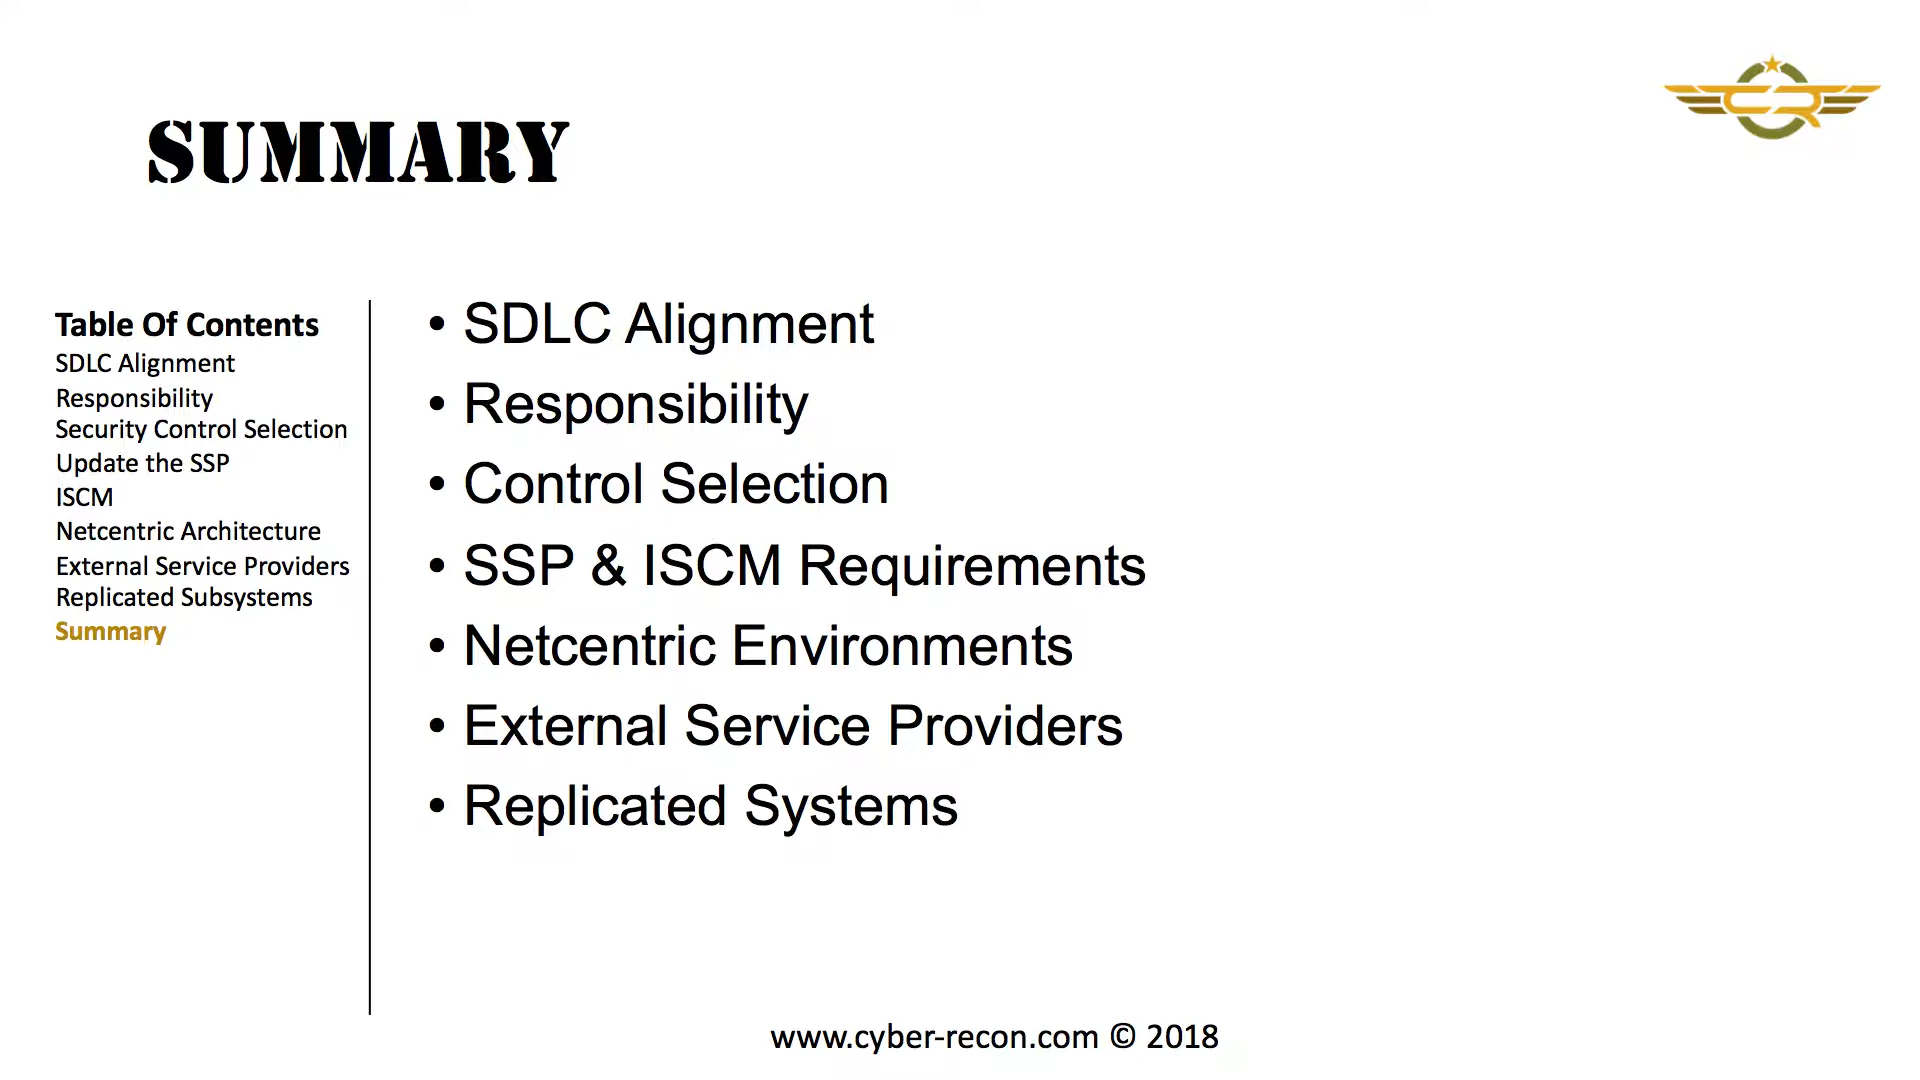 SUMMARY
Table Of Contents
SDLC Alignment
Responsibility
Security Control Selection
Update the SSP
ISCM
Netcentric Architecture
External Service Providers
Replicated Subsystems
Summary
• SDLC Alignment
• Responsibility
• Control Selection
• SSP & ISCM Requirements
• Netcentric Environments
• External Service Providers
• Replicated Systems
www.cyber-recon.com © 2018
CR